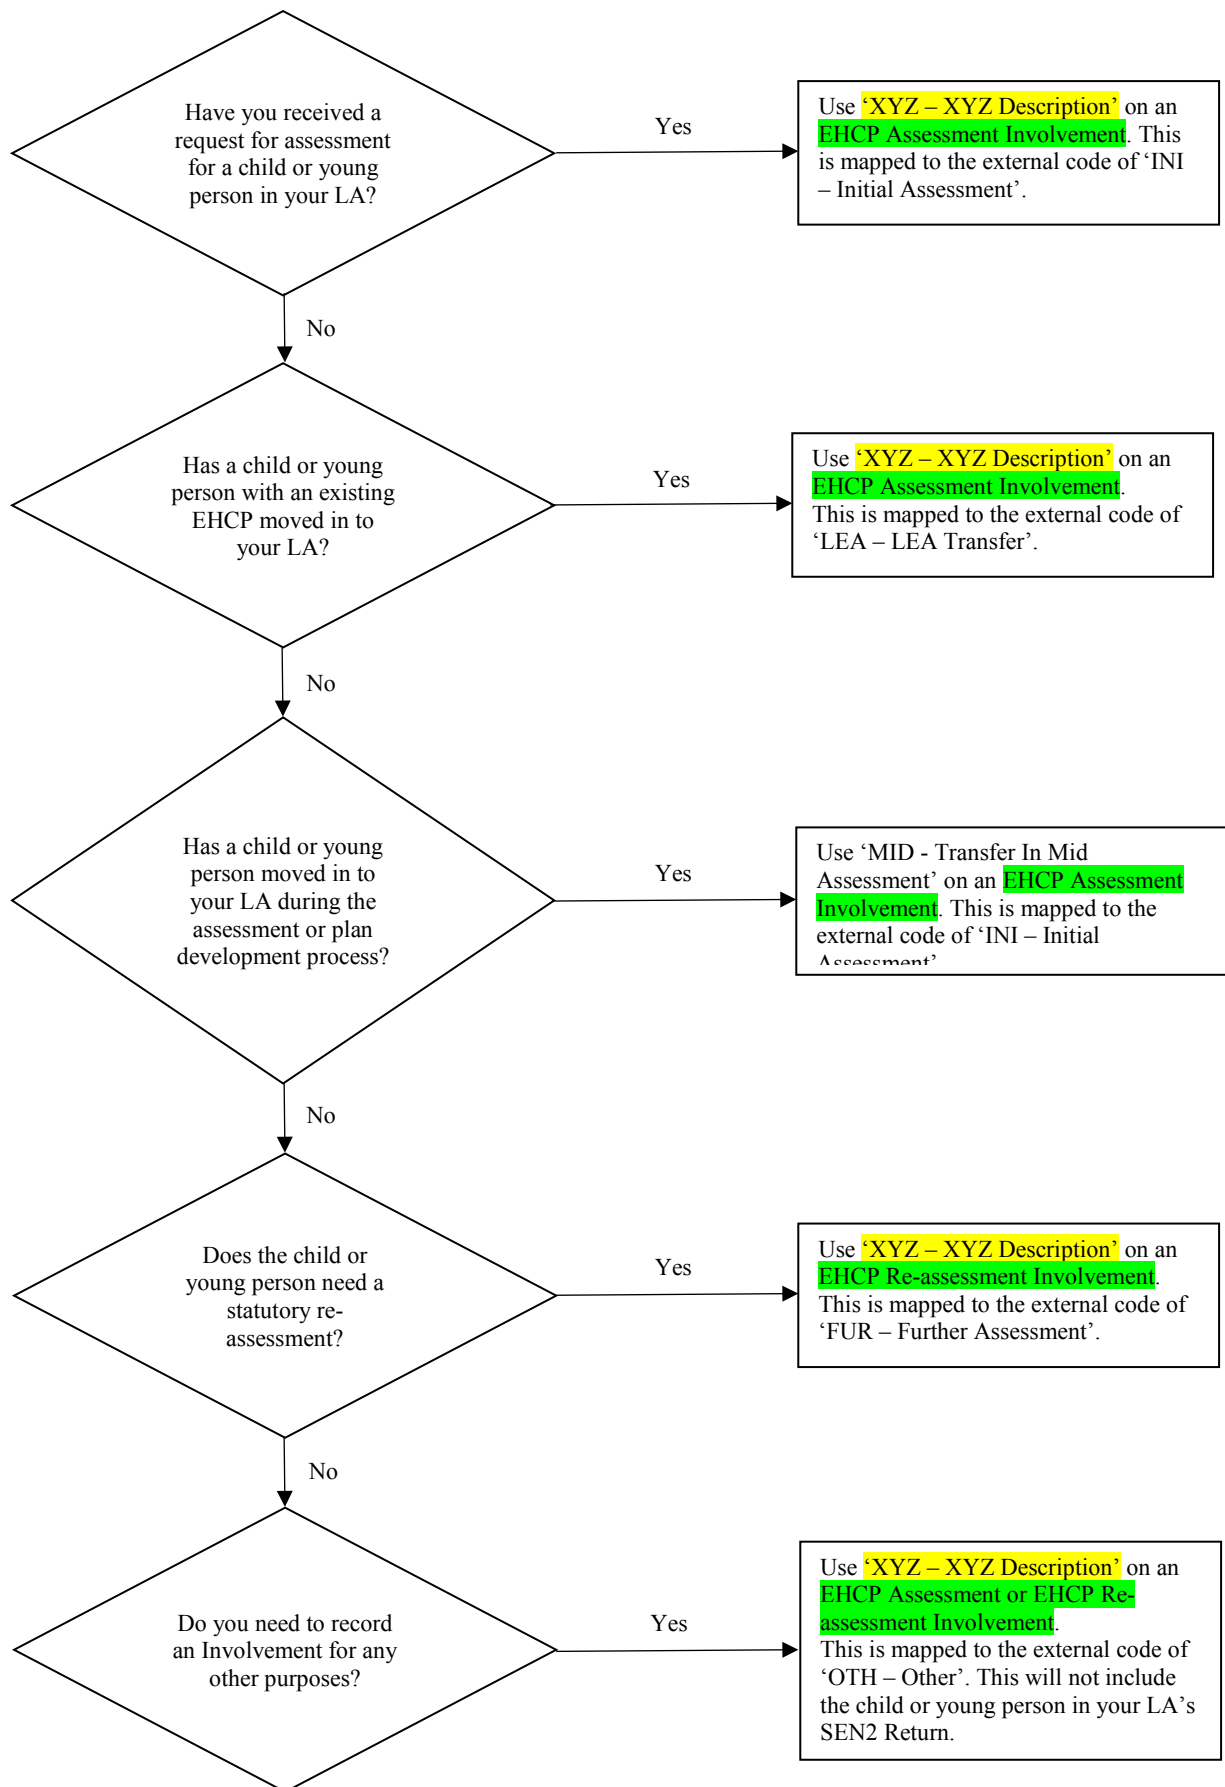 Have you received a
request for assessment
for a child or young
person in your LA?
Yes
Use ‘XYZ – XYZ Description’ on an
EHCP Assessment Involvement. This
is mapped to the external code of ‘INI
– Initial Assessment’.
No
Has a child or young
person with an existing
EHCP moved in to
your LA?
Yes
Use ‘XYZ – XYZ Description’ on an
EHCP Assessment Involvement.
This is mapped to the external code of
‘LEA – LEA Transfer’.
No
Has a child or young
person moved in to
your LA during the
assessment or plan
development process?
Yes
Use ‘MID - Transfer In Mid
Assessment’ on an EHCP Assessment
Involvement. This is mapped to the
external code of ‘INI – Initial
Assessment’
No
Does the child or
young person need a
statutory re-
assessment?
Yes
Use ‘XYZ – XYZ Description’ on an
EHCP Re-assessment Involvement.
This is mapped to the external code of
‘FUR – Further Assessment’.
No
Do you need to record
an Involvement for any
other purposes?
Yes
Use ‘XYZ – XYZ Description’ on an
EHCP Assessment or EHCP Re-
assessment Involvement.
This is mapped to the external code of
‘OTH – Other’. This will not include
the child or young person in your LA’s
SEN2 Return.